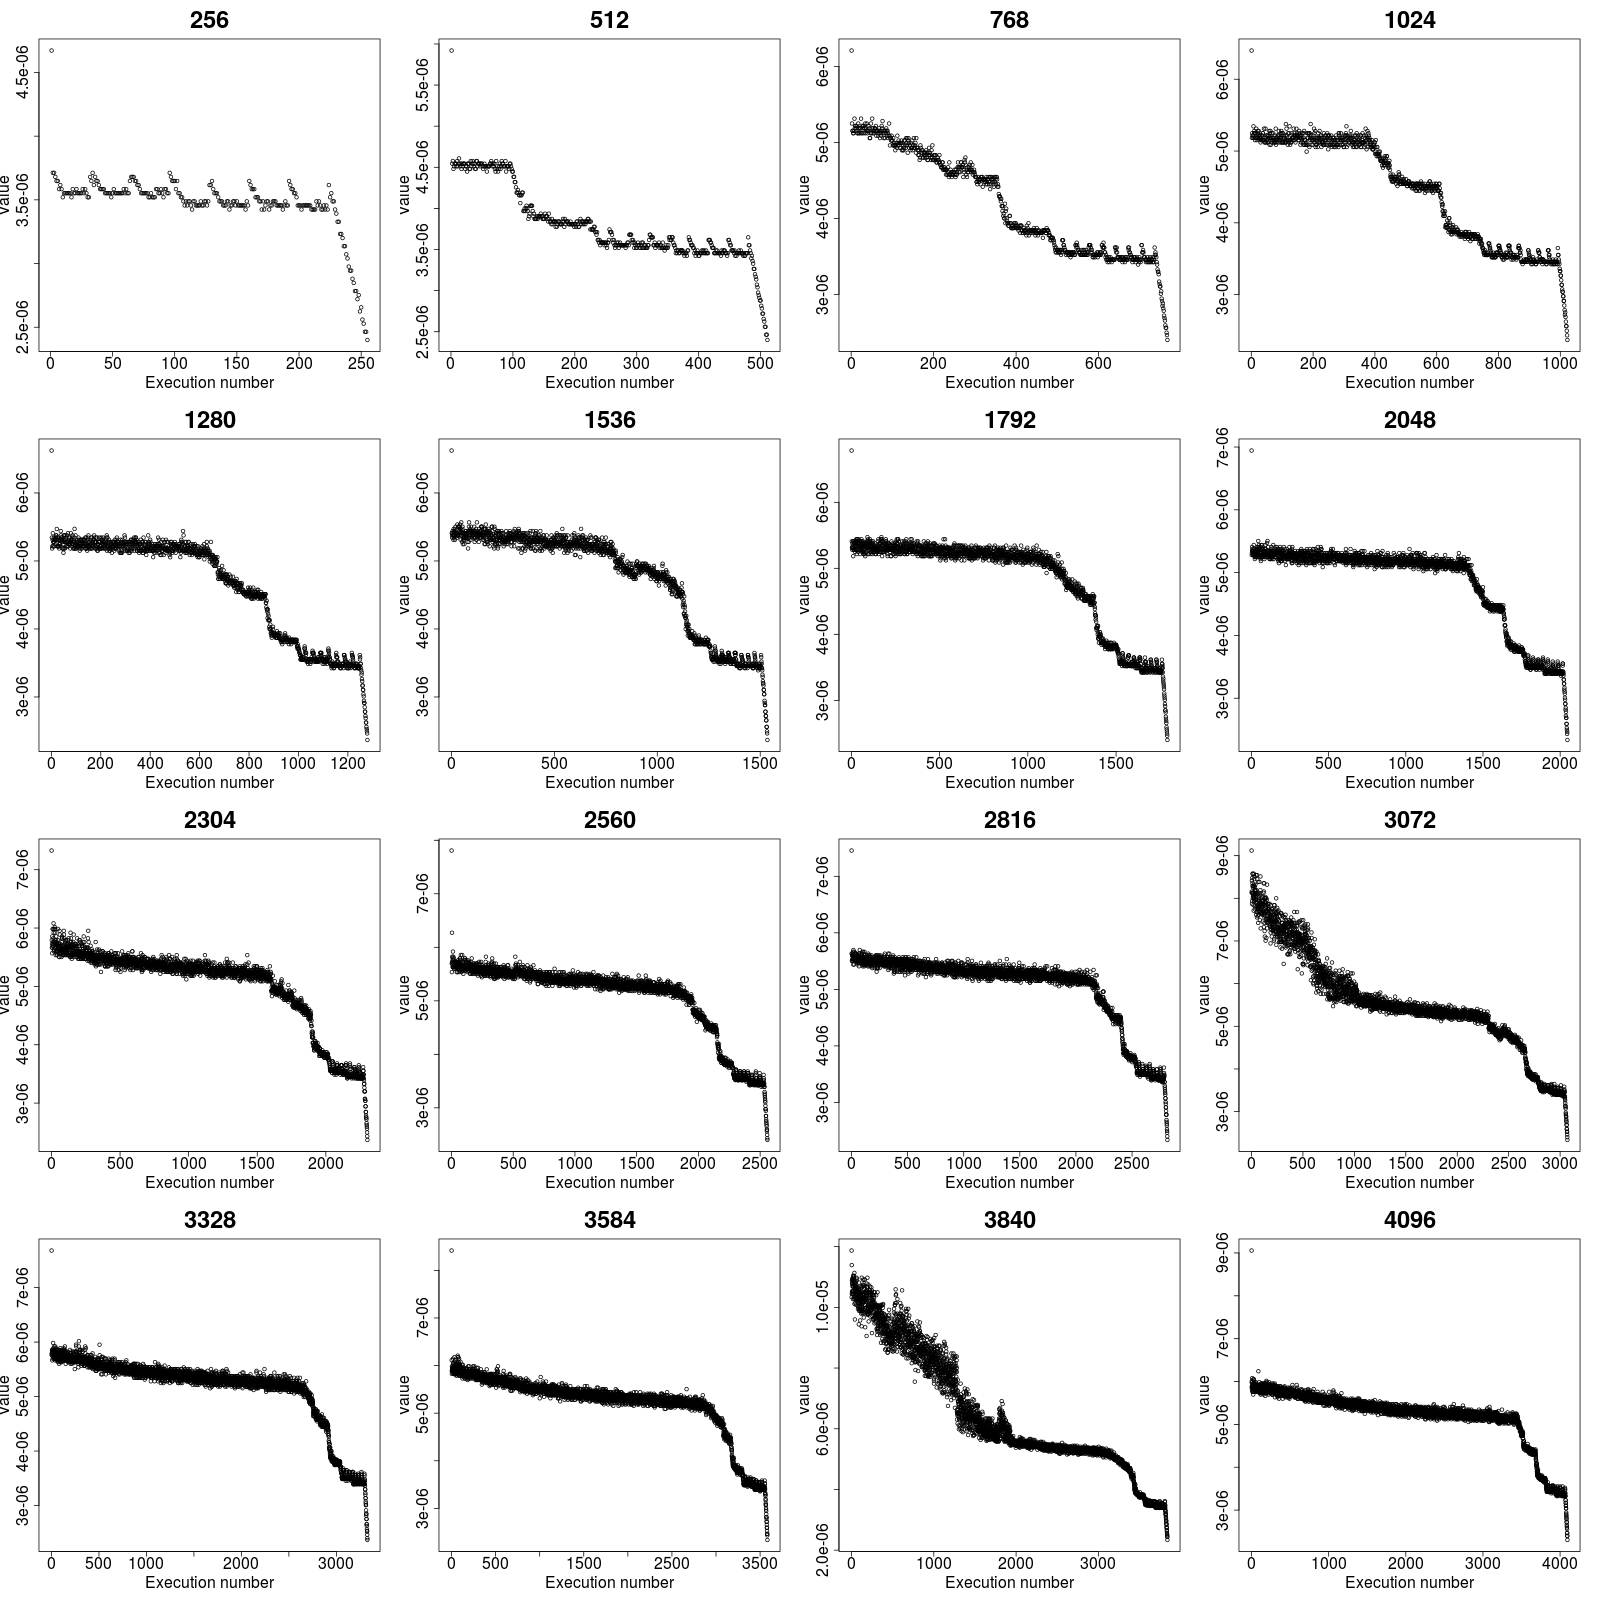 256
512
768
1024
value
4.5e-06
3.5e-06
2.5e-06
0 50 100 150 200 250
Execution number
value
5.5e-06
4.5e-06
3.5e-06
2.5e-06
0 100 200 300 400 500
Execution number
value
6e-06
5e-06
4e-06
3e-06
0 200 400 600
Execution number
value
6e-06
5e-06
4e-06
3e-06
0 200 400 600 800 1000
Execution number
1280
1536
1792
2048
value
6e-06
5e-06
4e-06
3e-06
0 200 400 600 800 1000 1200
Execution number
value
6e-06
5e-06
4e-06
3e-06
0 500 1000 1500
Execution number
value
6e-06
5e-06
4e-06
3e-06
0 500 1000 1500
Execution number
value
7e-06
6e-06
5e-06
4e-06
3e-06
0 500 1000 1500 2000
Execution number
2304
2560
2816
3072
value
7e-06
6e-06
5e-06
4e-06
3e-06
0 500 1000 1500 2000
Execution number
value
7e-06
5e-06
3e-06
0 500 1000 1500 2000 2500
Execution number
value
7e-06
6e-06
5e-06
4e-06
3e-06
0 500 1000 1500 2000 2500
Execution number
value
9e-06
7e-06
5e-06
3e-06
0 500 1000 1500 2000 2500 3000
Execution number
3328
3584
3840
4096
value
7e-06
6e-06
5e-06
4e-06
3e-06
0 500 1000 2000 3000
Execution number
value
7e-06
5e-06
3e-06
0 500 1500 2500 3500
Execution number
value
1.0e-05
6.0e-06
2.0e-06
0 1000 2000 3000
Execution number
value
9e-06
7e-06
5e-06
3e-06
0 1000 2000 3000 4000
Execution number